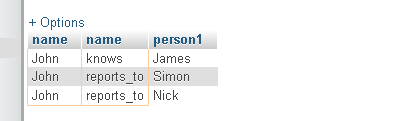 + Options
name name person1
John knows James
John reports_to Simon
John reports_to Nick